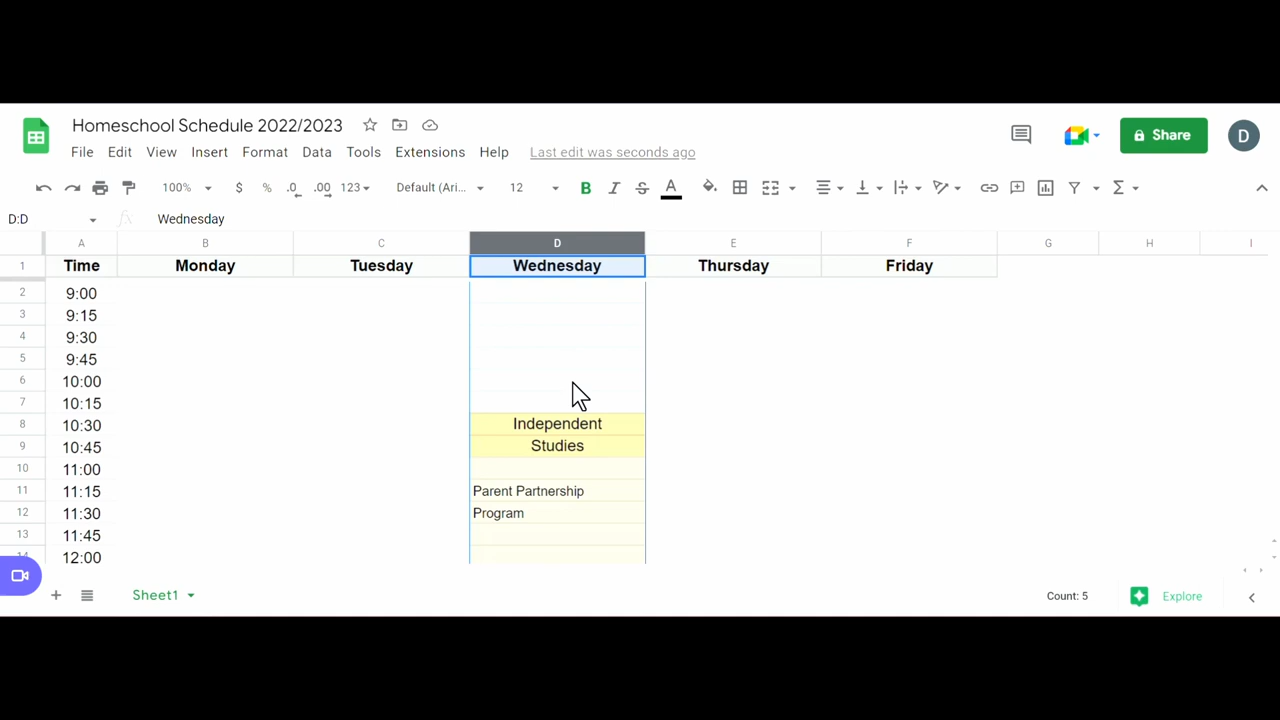 Homeschool Schedule 2022/2023
File Edit View Insert Format Data Tools Extensions Help Last edit was seconds ago
Share
D
100% $ % .0 .00 123 Default (Ari... 12 B I S A Σ
D:D fx Wednesday
A B C D E F G H I
1 Time Monday Tuesday Wednesday Thursday Friday
2 9:00
3 9:15
4 9:30
5 9:45
6 10:00
7 10:15
8 10:30 Independent
9 10:45 Studies
10 11:00
11 11:15 Parent Partnership
12 11:30 Program
13 11:45
14 12:00
+ Sheet1 Count: 5 Explore